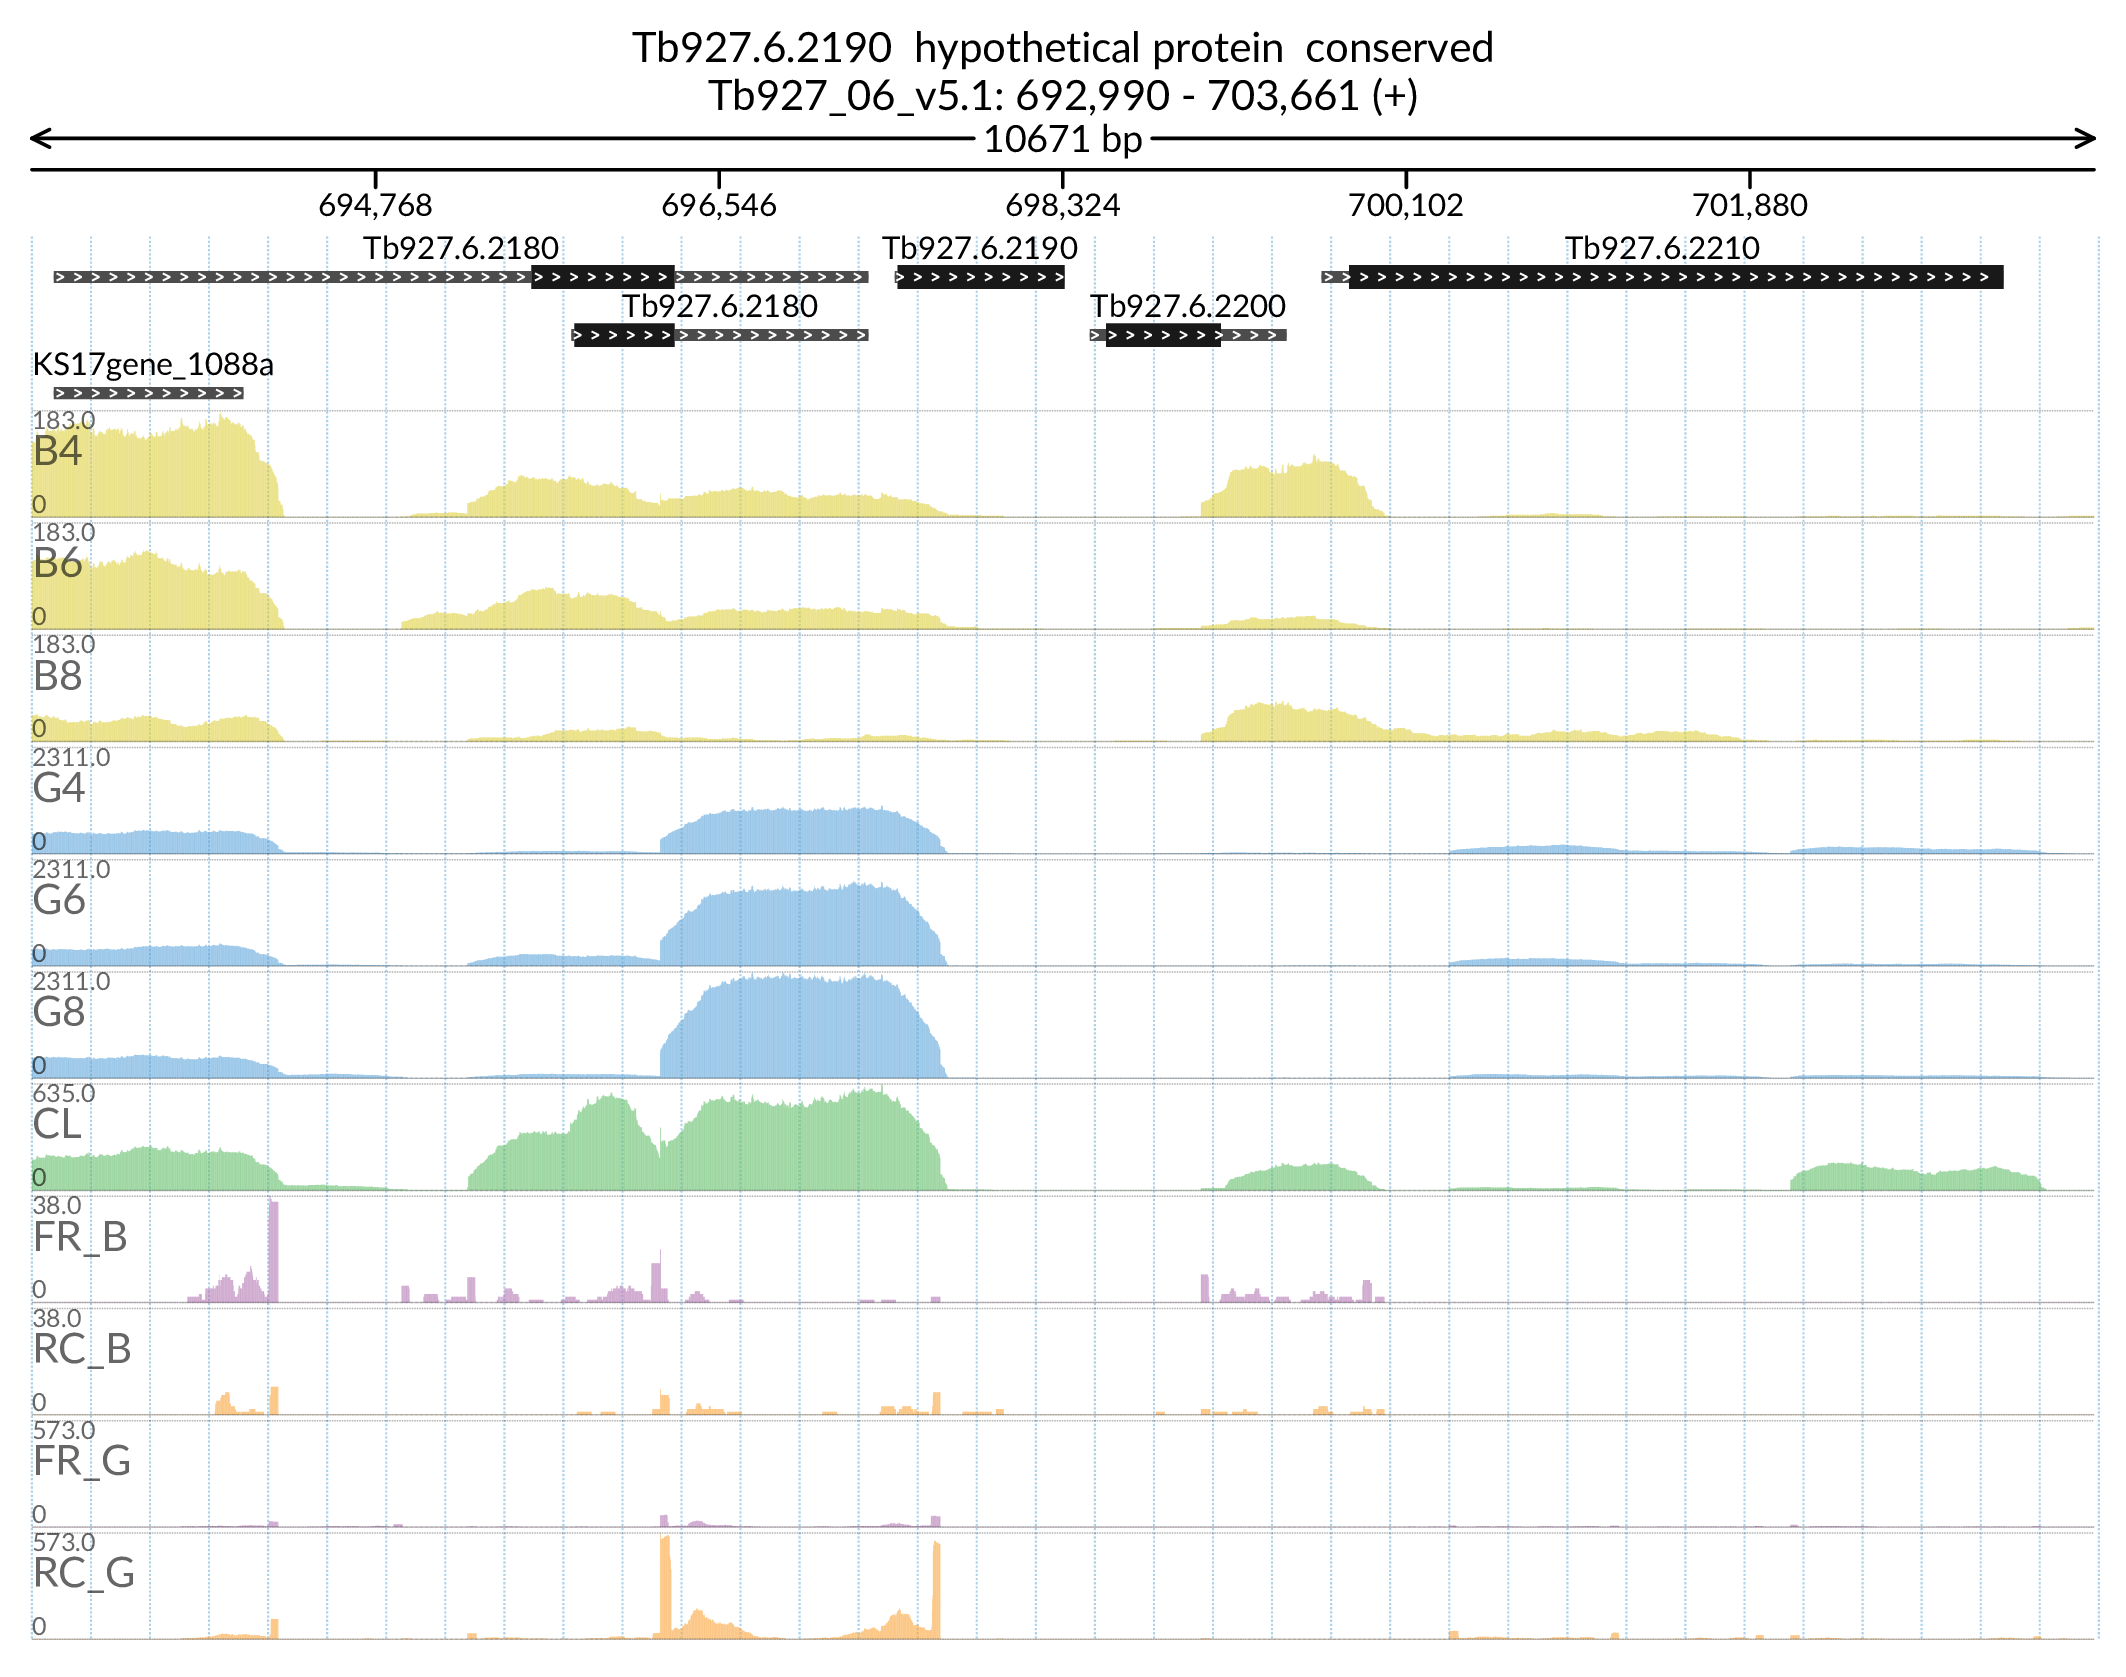 Tb927.6.2190  hypothetical protein  conserved
Tb927_06_v5.1: 692,990 - 703,661 (+)
10671 bp
694,768 696,546 698,324 700,102 701,880
Tb927.6.2180 Tb927.6.2190 Tb927.6.2210
Tb927.6.2180 Tb927.6.2200
KS17gene_1088a
183.0
B4
0
183.0
B6
0
183.0
B8
0
2311.0
G4
0
2311.0
G6
0
2311.0
G8
0
635.0
CL
0
38.0
FR_B
0
38.0
RC_B
0
573.0
FR_G
0
573.0
RC_G
0